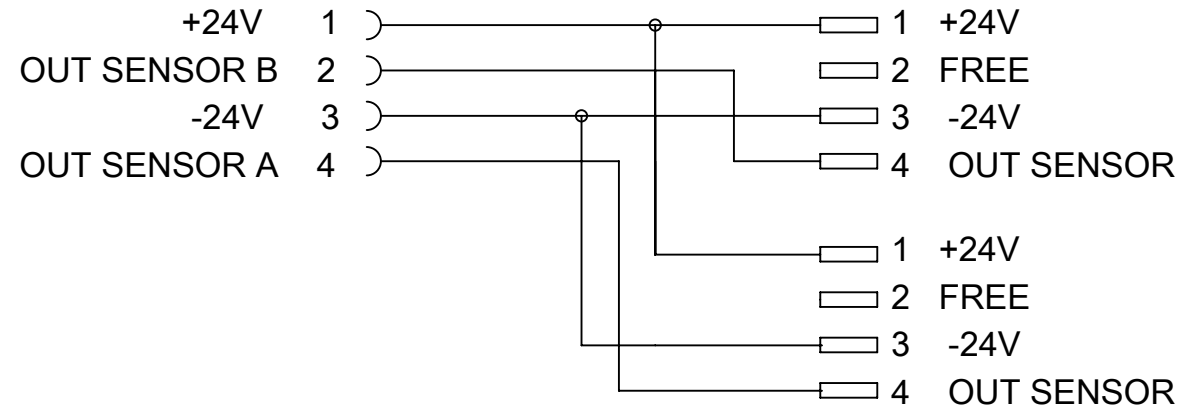 +24V 1 1 +24V
OUT SENSOR B 2 2 FREE
-24V 3 3 -24V
OUT SENSOR A 4 4 OUT SENSOR
1 +24V
2 FREE
3 -24V
4 OUT SENSOR